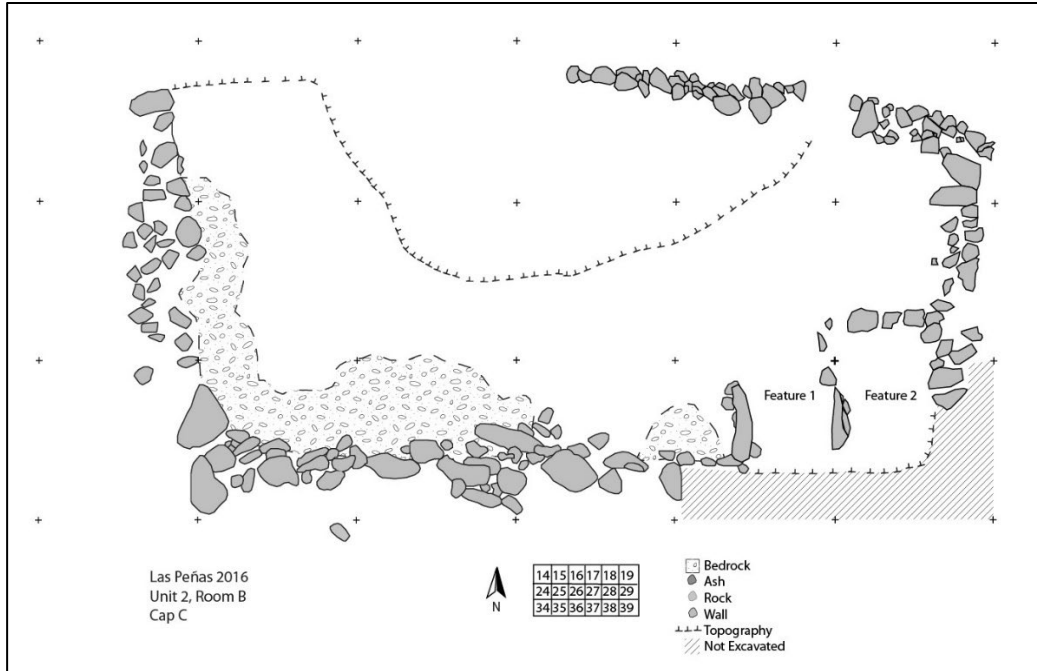 Feature 1
Feature 2
Las Peñas 2016
Unit 2, Room B
Cap C
N
14 15 16 17 18 19
24 25 26 27 28 29
34 35 36 37 38 39
Bedrock
Ash
Rock
Wall
Topography
Not Excavated